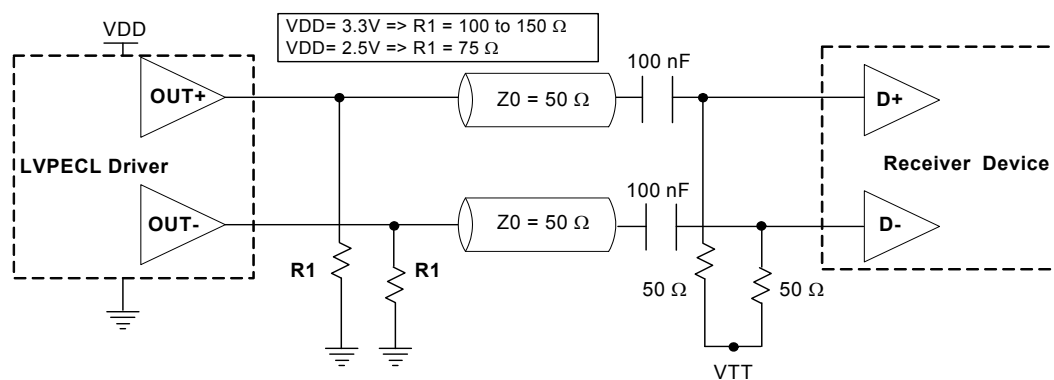 VDD= 3.3V => R1 = 100 to 150 Ω
VDD= 2.5V => R1 = 75 Ω
VDD
100 nF
OUT+
Z0 = 50 Ω
D+
LVPECL Driver
Receiver Device
100 nF
OUT-
Z0 = 50 Ω
D-
R1
R1
50 Ω
50 Ω
VTT